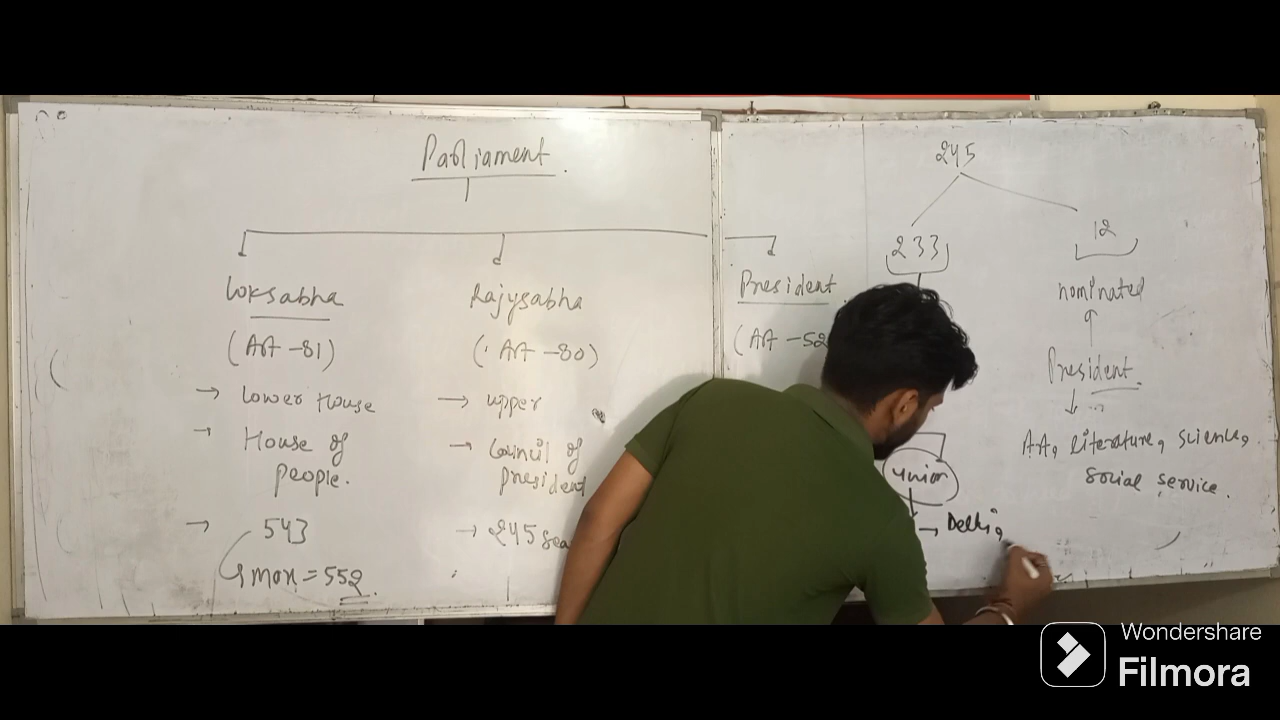 Parliament.
Loksabha
(Art -81)
→ Lower House
→ House of
people.
→ 543
max = 552.
Rajysabha
(Art -80)
→ upper
→ Council of
president
→ 245 sea
President
(Art -52
245
233
12
nominated
President
Art, literature, science,
social service.
union
→ Delhi,
Wondershare
Filmora